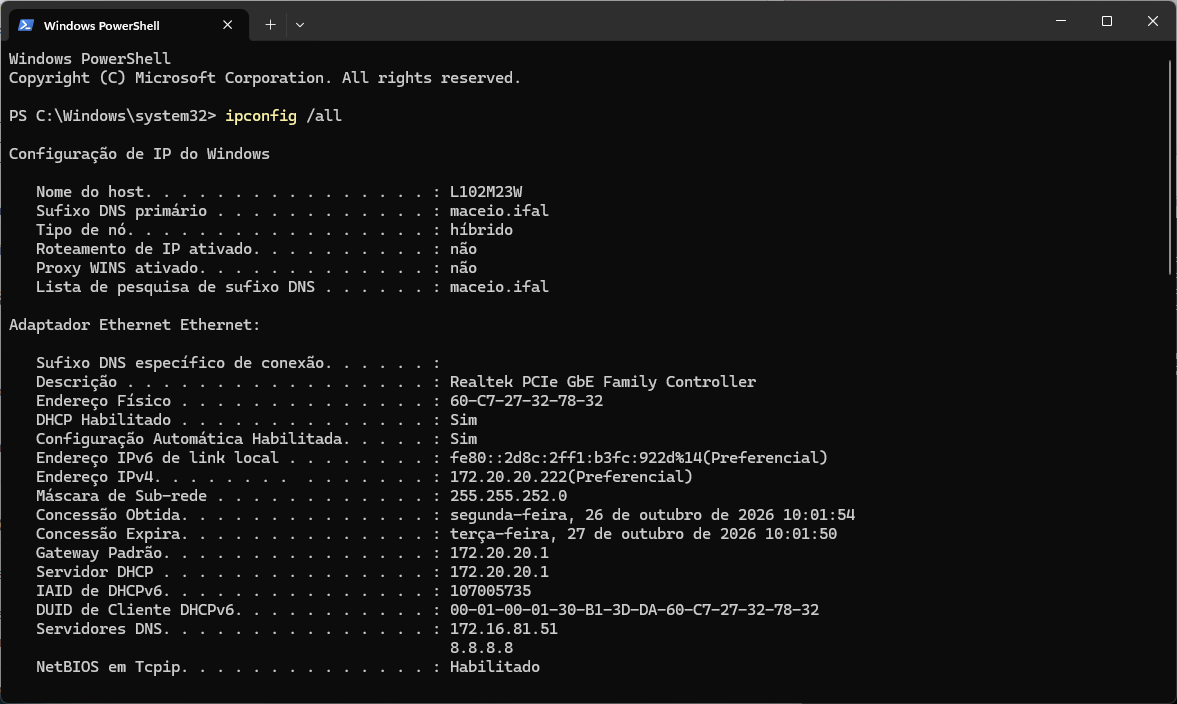 Windows PowerShell
Windows PowerShell
Copyright (C) Microsoft Corporation. All rights reserved.
PS C:\Windows\system32> ipconfig /all
Configuração de IP do Windows
Nome do host. . . . . . . . . . . . . . . . : L102M23W
Sufixo DNS primário . . . . . . . . . . . . : maceio.ifal
Tipo de nó. . . . . . . . . . . . . . . . . : híbrido
Roteamento de IP ativado. . . . . . . . . . : não
Proxy WINS ativado. . . . . . . . . . . . . : não
Lista de pesquisa de sufixo DNS . . . . . . : maceio.ifal
Adaptador Ethernet Ethernet:
Sufixo DNS específico de conexão. . . . . . :
Descrição . . . . . . . . . . . . . . . . . : Realtek PCIe GbE Family Controller
Endereço Físico . . . . . . . . . . . . . . : 60-C7-27-32-78-32
DHCP Habilitado . . . . . . . . . . . . . . : Sim
Configuração Automática Habilitada. . . . . : Sim
Endereço IPv6 de link local . . . . . . . . : fe80::2d8c:2ff1:b3fc:922d%14(Preferencial)
Endereço IPv4. . . . . . . .  . . . . . . . : 172.20.20.222(Preferencial)
Máscara de Sub-rede . . . . . . . . . . . . : 255.255.252.0
Concessão Obtida. . . . . . . . . . . . . . : segunda-feira, 26 de outubro de 2026 10:01:54
Concessão Expira. . . . . . . . . . . . . . : terça-feira, 27 de outubro de 2026 10:01:50
Gateway Padrão. . . . . . . . . . . . . . . : 172.20.20.1
Servidor DHCP . . . . . . . . . . . . . . . : 172.20.20.1
IAID de DHCPv6. . . . . . . . . . . . . . . : 107005735
DUID de Cliente DHCPv6. . . . . . . . . . . : 00-01-00-01-30-B1-3D-DA-60-C7-27-32-78-32
Servidores DNS. . . . . . . . . . . . . . . : 172.16.81.51
8.8.8.8
NetBIOS em Tcpip. . . . . . . . . . . . . . : Habilitado